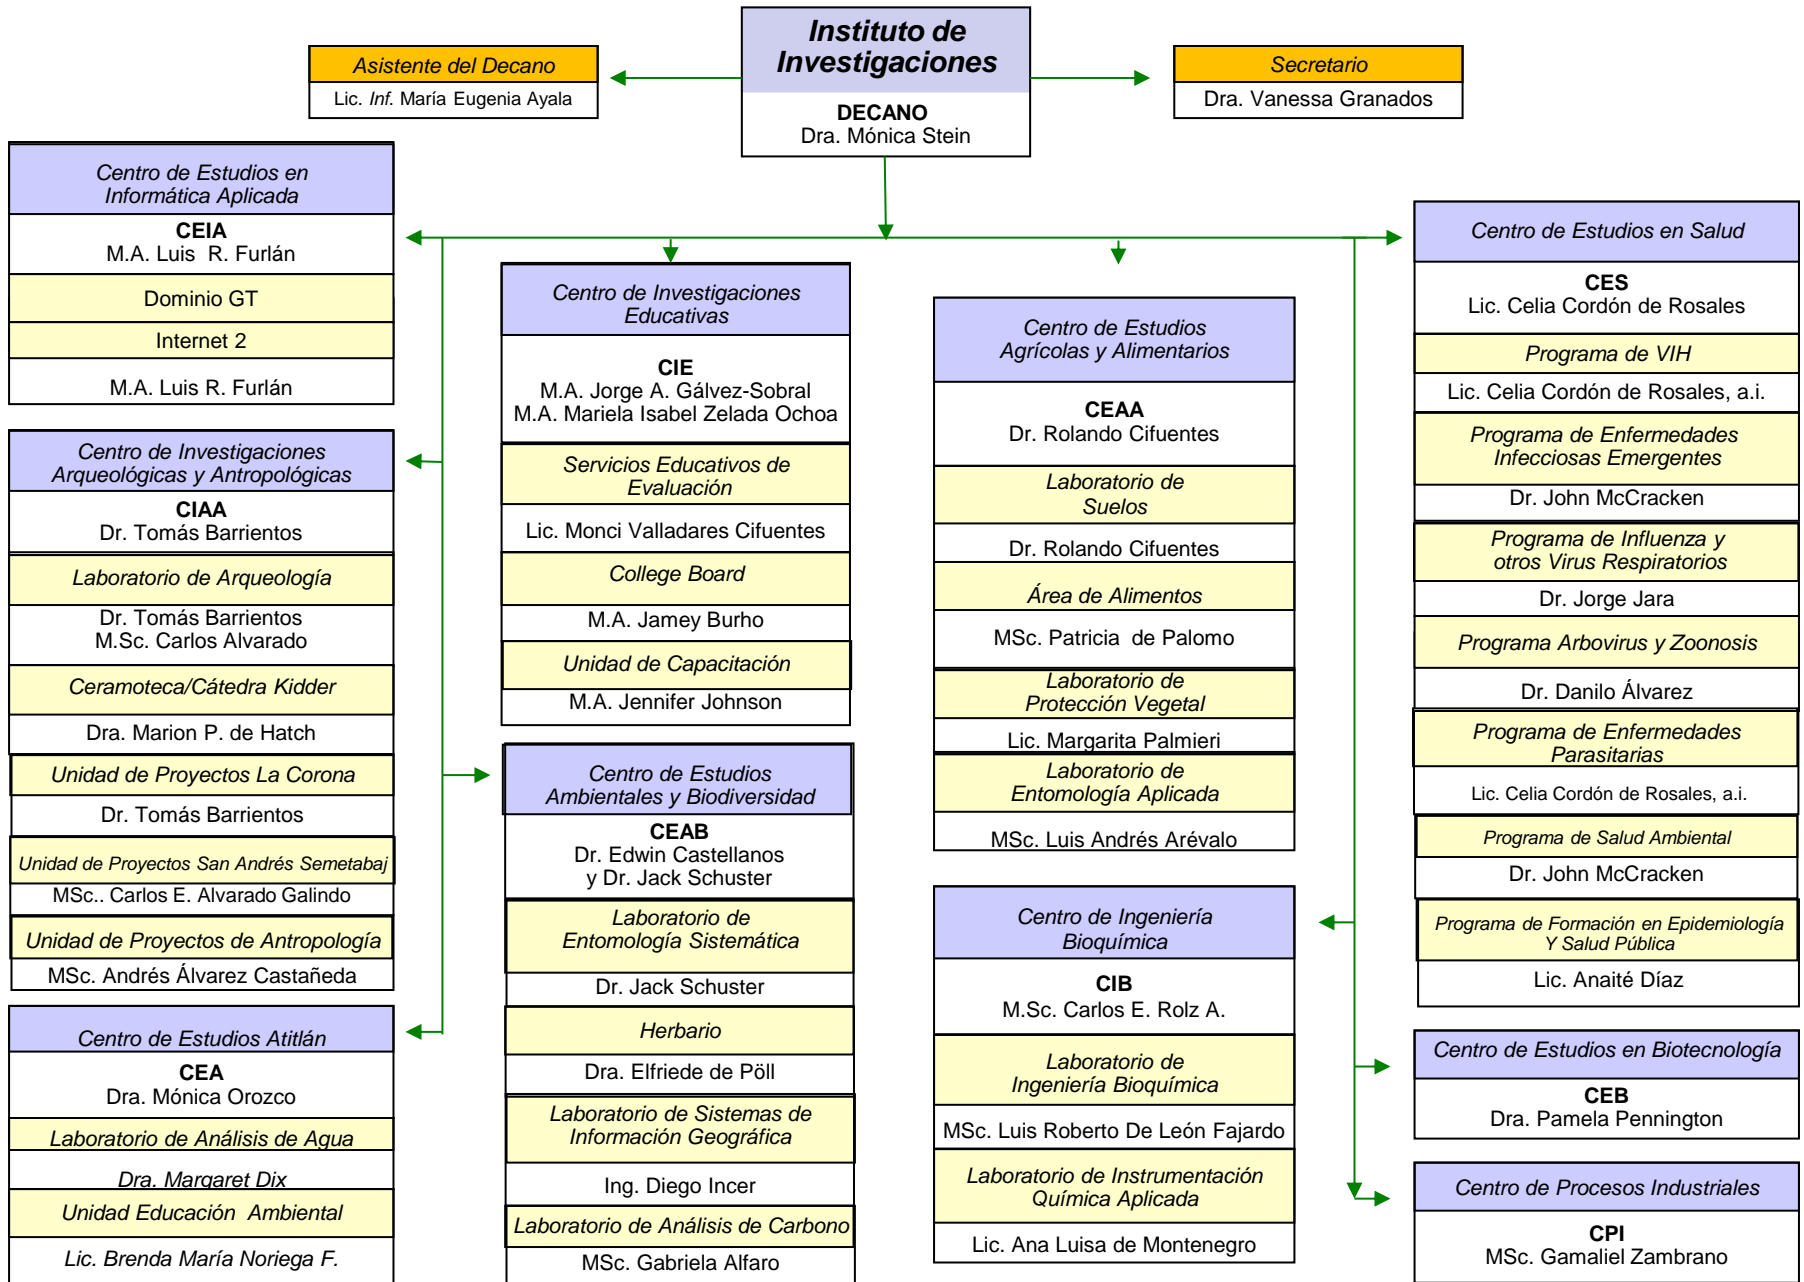 Instituto de
Investigaciones
DECANO
Dra. Mónica Stein
Asistente del Decano
Lic. Inf. María Eugenia Ayala
Secretario
Dra. Vanessa Granados
Centro de Estudios en
Informática Aplicada
CEIA
M.A. Luis R. Furlán
Dominio GT
Internet 2
M.A. Luis R. Furlán
Centro de Investigaciones
Arqueológicas y Antropológicas
CIAA
Dr. Tomás Barrientos
Laboratorio de Arqueología
Dr. Tomás Barrientos
M.Sc. Carlos Alvarado
Ceramoteca/Cátedra Kidder
Dra. Marion P. de Hatch
Unidad de Proyectos La Corona
Dr. Tomás Barrientos
Unidad de Proyectos San Andrés Semetabaj
MSc.. Carlos E. Alvarado Galindo
Unidad de Proyectos de Antropología
MSc. Andrés Álvarez Castañeda
Centro de Estudios Atitlán
CEA
Dra. Mónica Orozco
Laboratorio de Análisis de Agua
Dra. Margaret Dix
Unidad Educación Ambiental
Lic. Brenda María Noriega F.
Centro de Investigaciones
Educativas
CIE
M.A. Jorge A. Gálvez-Sobral
M.A. Mariela Isabel Zelada Ochoa
Servicios Educativos de
Evaluación
Lic. Monci Valladares Cifuentes
College Board
M.A. Jamey Burho
Unidad de Capacitación
M.A. Jennifer Johnson
Centro de Estudios
Ambientales y Biodiversidad
CEAB
Dr. Edwin Castellanos
y Dr. Jack Schuster
Laboratorio de
Entomología Sistemática
Dr. Jack Schuster
Herbario
Dra. Elfriede de Pöll
Laboratorio de Sistemas de
Información Geográfica
Ing. Diego Incer
Laboratorio de Análisis de Carbono
MSc. Gabriela Alfaro
Centro de Estudios
Agrícolas y Alimentarios
CEAA
Dr. Rolando Cifuentes
Laboratorio de
Suelos
Dr. Rolando Cifuentes
Área de Alimentos
MSc. Patricia de Palomo
Laboratorio de
Protección Vegetal
Lic. Margarita Palmieri
Laboratorio de
Entomología Aplicada
MSc. Luis Andrés Arévalo
Centro de Ingeniería
Bioquímica
CIB
M.Sc. Carlos E. Rolz A.
Laboratorio de
Ingeniería Bioquímica
MSc. Luis Roberto De León Fajardo
Laboratorio de Instrumentación
Química Aplicada
Lic. Ana Luisa de Montenegro
Centro de Estudios en Salud
CES
Lic. Celia Cordón de Rosales
Programa de VIH
Lic. Celia Cordón de Rosales, a.i.
Programa de Enfermedades
Infecciosas Emergentes
Dr. John McCracken
Programa de Influenza y
otros Virus Respiratorios
Dr. Jorge Jara
Programa Arbovirus y Zoonosis
Dr. Danilo Álvarez
Programa de Enfermedades
Parasitarias
Lic. Celia Cordón de Rosales, a.i.
Programa de Salud Ambiental
Dr. John McCracken
Programa de Formación en Epidemiología
Y Salud Pública
Lic. Anaité Díaz
Centro de Estudios en Biotecnología
CEB
Dra. Pamela Pennington
Centro de Procesos Industriales
CPI
MSc. Gamaliel Zambrano